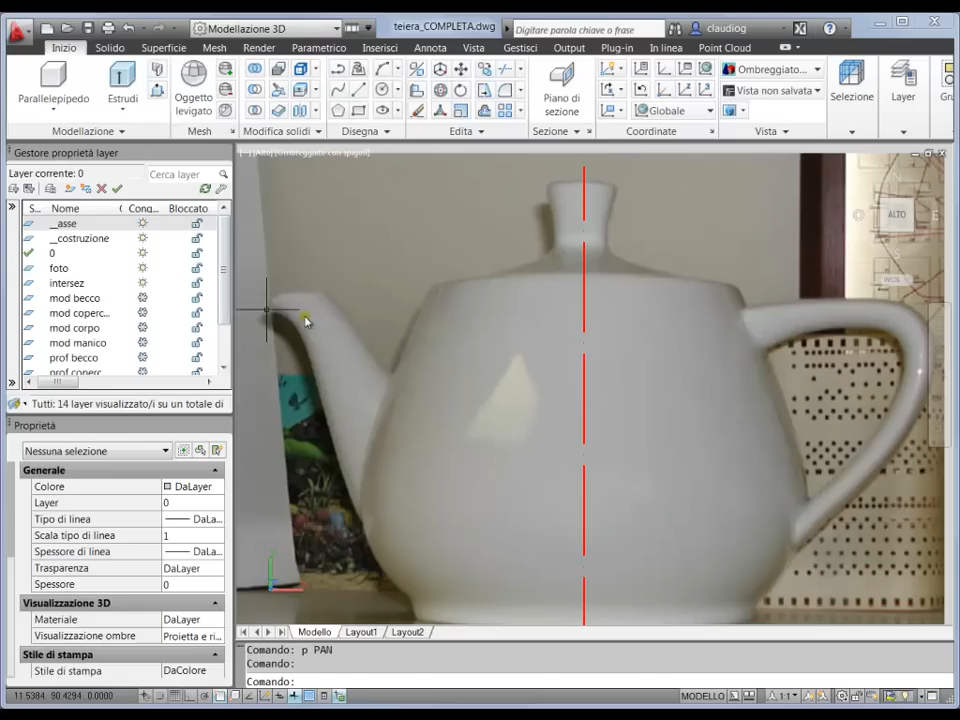 Modellazione 3D
teiera_COMPLETA.dwg
Digitare parola chiave o frase
claudiog
Inizio Solido Superficie Mesh Render Parametrico Inserisci Annota Vista Gestisci Output Plug-in In linea Point Cloud
Parallelepipedo
Estrudi
Oggetto
levigato
Piano di
sezione
Ombreggiato...
Vista non salvata
Globale
Selezione
Layer
Gru
Modellazione Mesh Modifica solidi Disegna Edita Sezione Coordinate Vista
Gestore proprietà layer
Layer corrente: 0
Cerca layer
S... Nome Conq... Bloccato
__asse
__costruzione
0
foto
intersez
mod becco
mod coperc...
mod corpo
mod manico
prof becco
prof coperc
Tutti: 14 layer visualizzato/i su un totale di
Proprietà
Nessuna selezione
Generale
Colore DaLayer
Layer 0
Tipo di linea DaLa...
Scala tipo di linea 1
Spessore di linea DaLa...
Trasparenza DaLayer
Spessore 0
Visualizzazione 3D
Materiale DaLayer
Visualizzazione ombre Proietta e ri...
Stile di stampa
Stile di stampa DaColore
[–] [Alto] [Ombreggiato con spigoli]
N
O ALTO E
WCS
Modello Layout1 Layout2
Comando: p PAN
Comando:
Comando:
11.5384, 90.4294, 0.0000
MODELLO
1:1